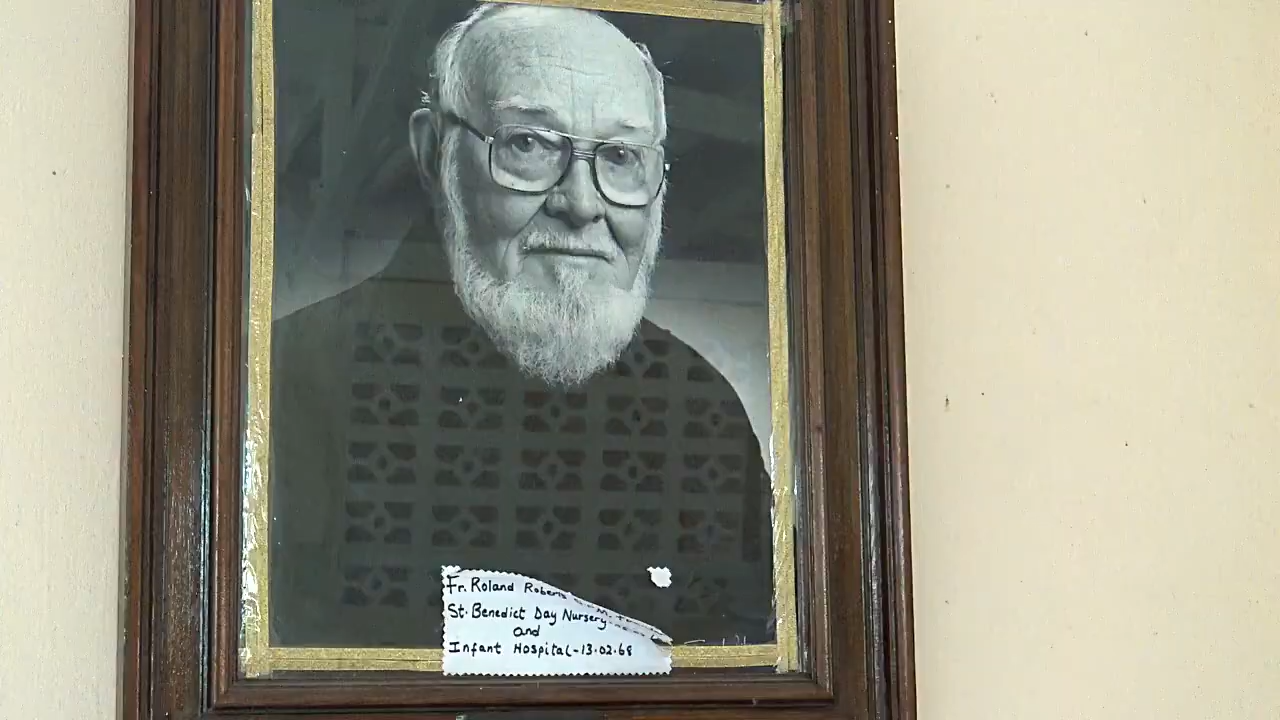 Fr. Roland Roberts
St. Benedict Day Nursery
and
Infant Hospital-13.02.68